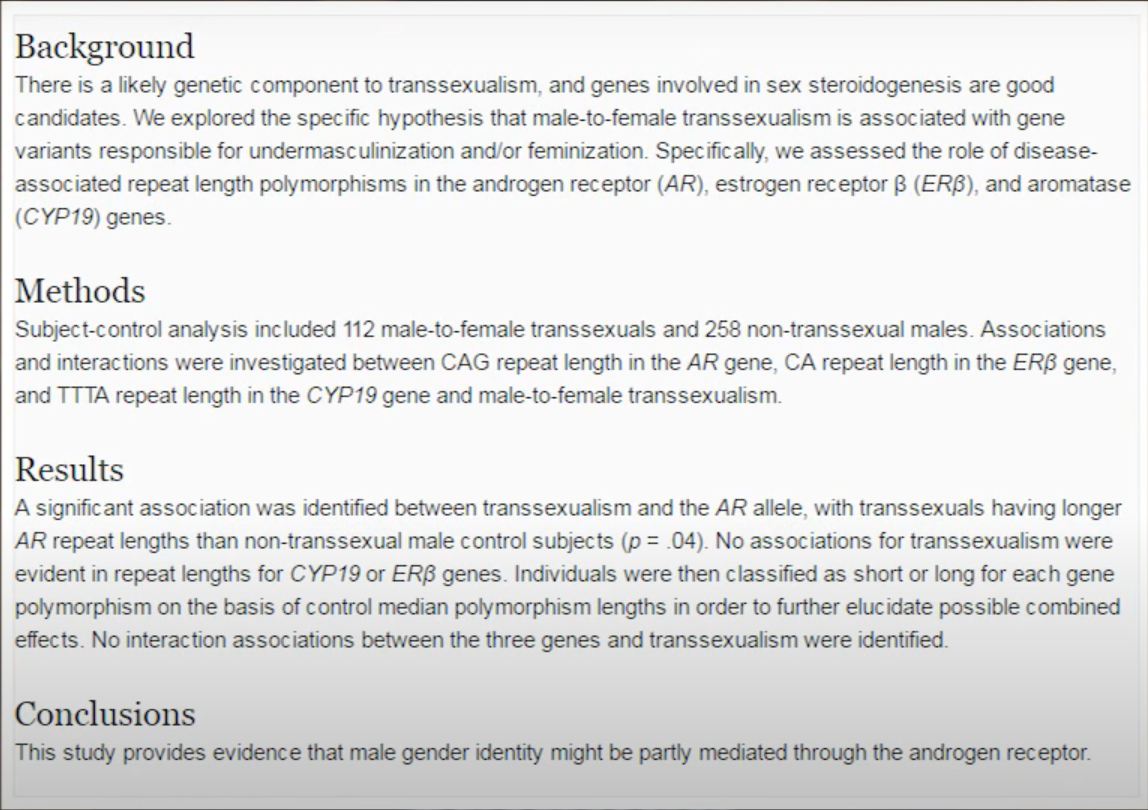 Background
There is a likely genetic component to transsexualism, and genes involved in sex steroidogenesis are good
candidates. We explored the specific hypothesis that male-to-female transsexualism is associated with gene
variants responsible for undermasculinization and/or feminization. Specifically, we assessed the role of disease-
associated repeat length polymorphisms in the androgen receptor (AR), estrogen receptor β (ERβ), and aromatase
(CYP19) genes.
Methods
Subject-control analysis included 112 male-to-female transsexuals and 258 non-transsexual males. Associations
and interactions were investigated between CAG repeat length in the AR gene, CA repeat length in the ERβ gene,
and TTTA repeat length in the CYP19 gene and male-to-female transsexualism.
Results
A significant association was identified between transsexualism and the AR allele, with transsexuals having longer
AR repeat lengths than non-transsexual male control subjects (p = .04). No associations for transsexualism were
evident in repeat lengths for CYP19 or ERβ genes. Individuals were then classified as short or long for each gene
polymorphism on the basis of control median polymorphism lengths in order to further elucidate possible combined
effects. No interaction associations between the three genes and transsexualism were identified.
Conclusions
This study provides evidence that male gender identity might be partly mediated through the androgen receptor.